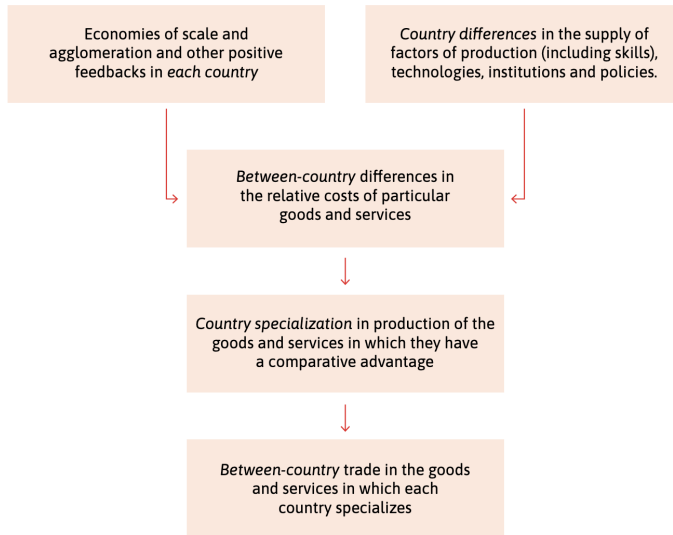 Economies of scale and
agglomeration and other positive
feedbacks in each country
Country differences in the supply of
factors of production (including skills),
technologies, institutions and policies.
Between-country differences in
the relative costs of particular
goods and services
Country specialization in production of the
goods and services in which they have
a comparative advantage
Between-country trade in the goods
and services in which each
country specializes